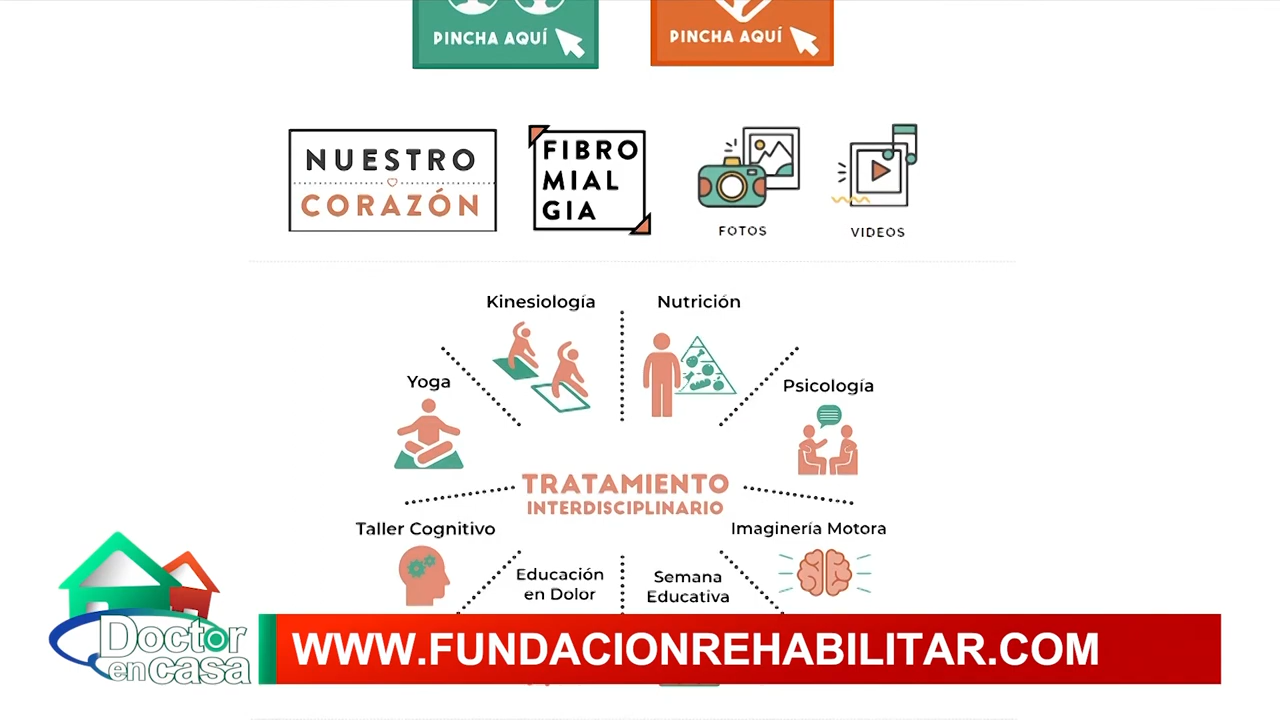 PINCHA AQUÍ
PINCHA AQUÍ
NUESTRO
CORAZÓN
FIBRO
MIAL
GIA
FOTOS
VIDEOS
Kinesiología
Nutrición
Yoga
Psicología
TRATAMIENTO
INTERDISCIPLINARIO
Taller Cognitivo
Imaginería Motora
Educación
en Dolor
Semana
Educativa
Doctor
en casa
WWW.FUNDACIONREHABILITAR.COM